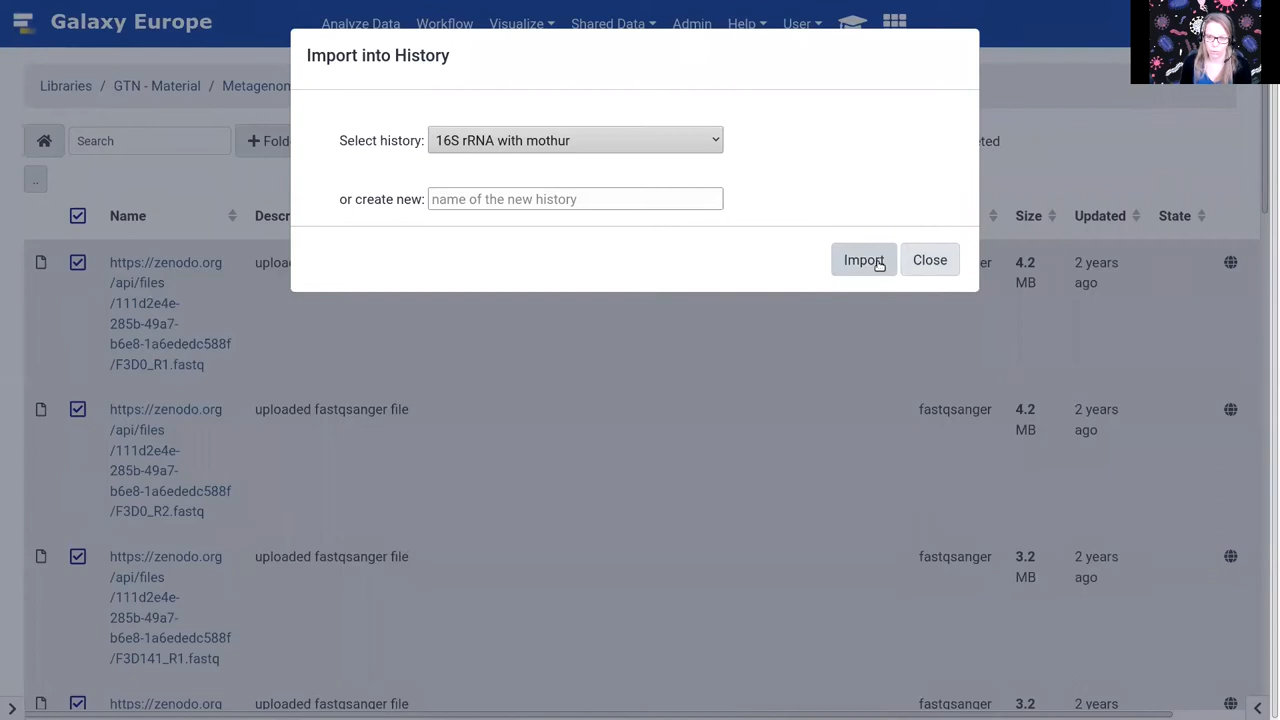 Galaxy Europe
Analyze Data Workflow Visualize Shared Data Admin Help User
Import into History
Libraries / GTN - Material / Metagenom
Select history: 16S rRNA with mothur
Search
Fold
or create new: name of the new history
..
Name
Descr
Size
Updated
State
Import
Close
https://zenodo.org
/api/files
/111d2e4e-
285b-49a7-
b6e8-1a6ededc588f
/F3D0_R1.fastq
4.2
MB
2 years
ago
https://zenodo.org
/api/files
/111d2e4e-
285b-49a7-
b6e8-1a6ededc588f
/F3D0_R2.fastq
uploaded fastqsanger file
fastqsanger
4.2
MB
2 years
ago
https://zenodo.org
/api/files
/111d2e4e-
285b-49a7-
b6e8-1a6ededc588f
/F3D141_R1.fastq
uploaded fastqsanger file
fastqsanger
3.2
MB
2 years
ago
https://zenodo.org
uploaded fastqsanger file
fastqsanger
3.2
2 years